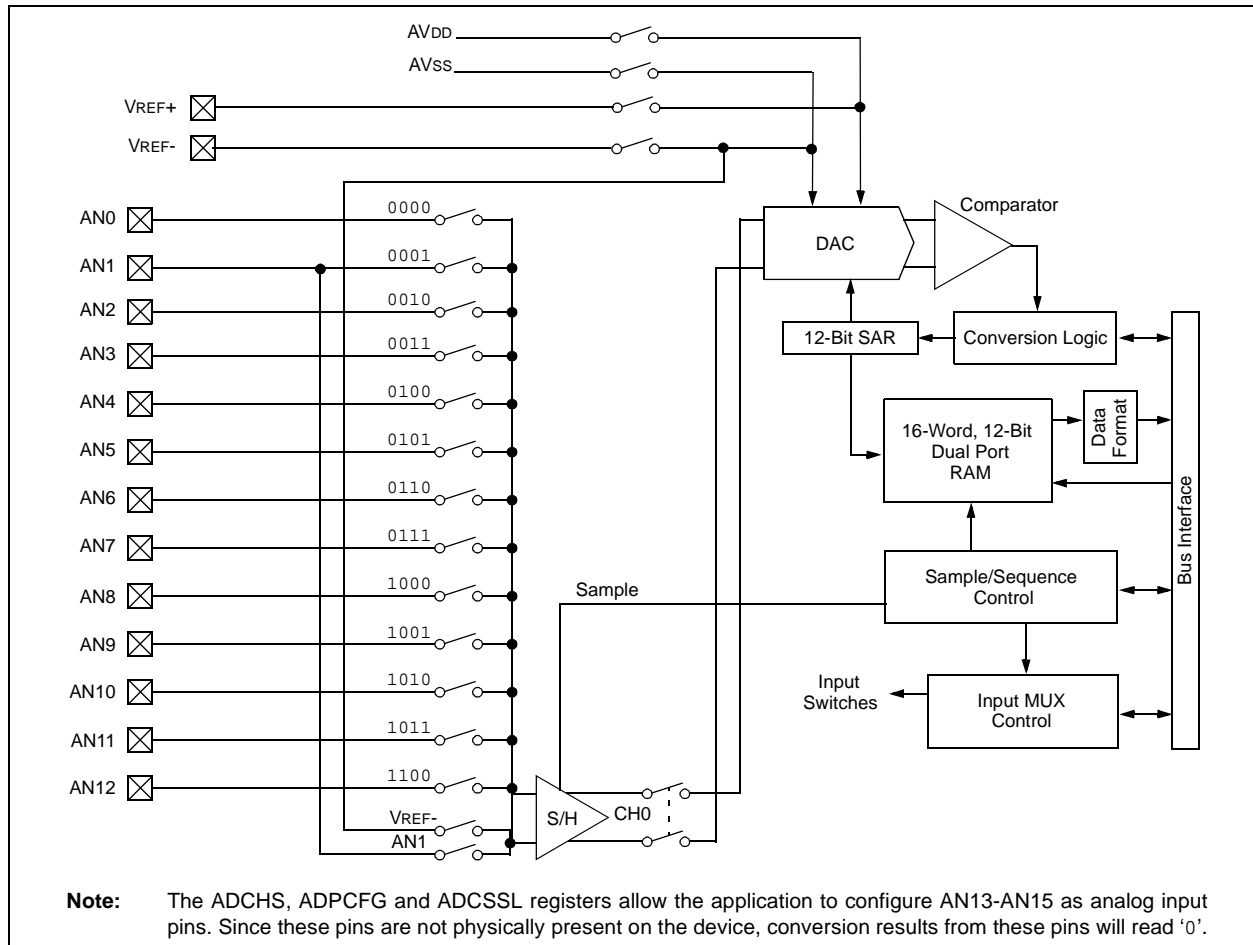 AVDD
AVSS
VREF+
VREF-
AN0
0000
AN1
0001
AN2
0010
AN3
0011
AN4
0100
AN5
0101
AN6
0110
AN7
0111
AN8
1000
AN9
1001
AN10
1010
AN11
1011
AN12
1100
VREF-
AN1
S/H
CH0
Sample
DAC
Comparator
12-Bit SAR
Conversion Logic
16-Word, 12-Bit
Dual Port
RAM
Data
Format
Bus Interface
Sample/Sequence
Control
Input
Switches
Input MUX
Control
Note: The ADCHS, ADPCFG and ADCSSL registers allow the application to configure AN13-AN15 as analog input
pins. Since these pins are not physically present on the device, conversion results from these pins will read ‘0’.